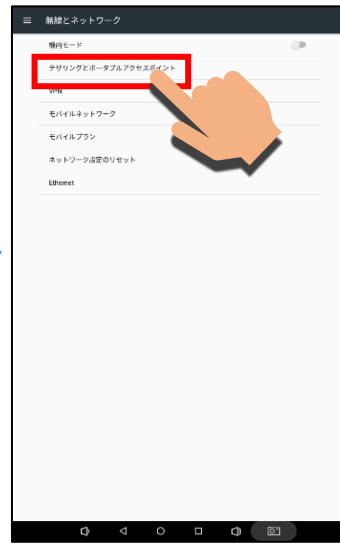 無線とネットワーク
機内モード
テザリングとポータブルアクセスポイント
VPN
モバイルネットワーク
モバイルプラン
ネットワーク設定のリセット
Ethernet